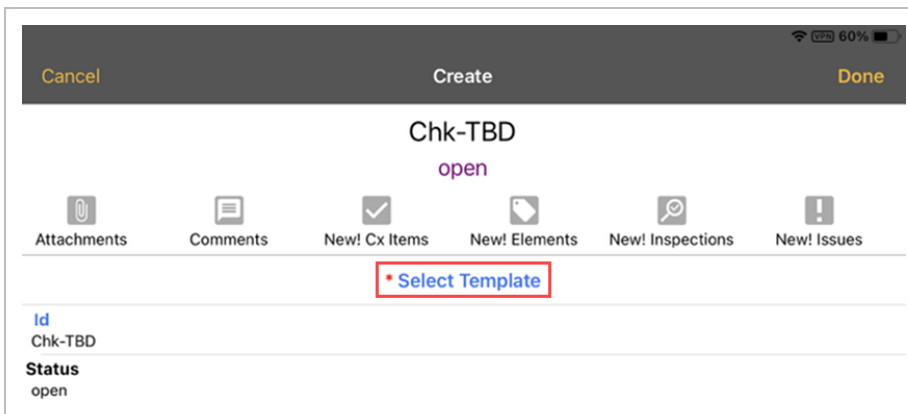 VPN 60%
Cancel Create Done
Chk-TBD
open
Attachments Comments New! Cx Items New! Elements New! Inspections New! Issues
* Select Template
Id
Chk-TBD
Status
open